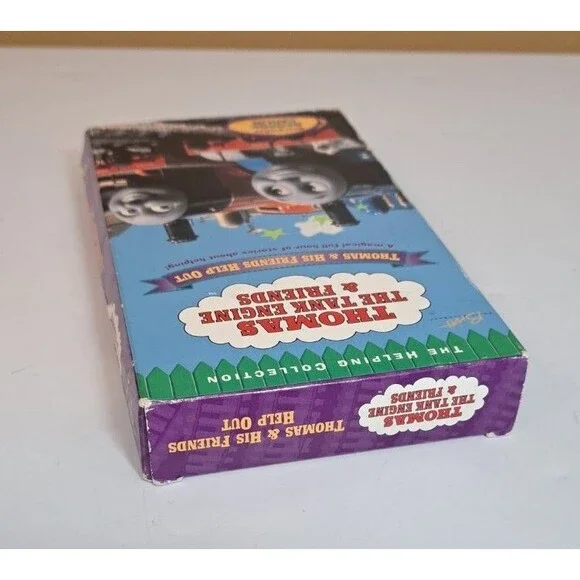 THE HELPING COLLECTION
Britt
THOMAS
THE TANK ENGINE
& FRIENDS
THOMAS & HIS FRIENDS HELP OUT
A magical full hour of stories about helping!
THOMAS
THE TANK ENGINE
& FRIENDS
THOMAS & HIS FRIENDS
HELP OUT